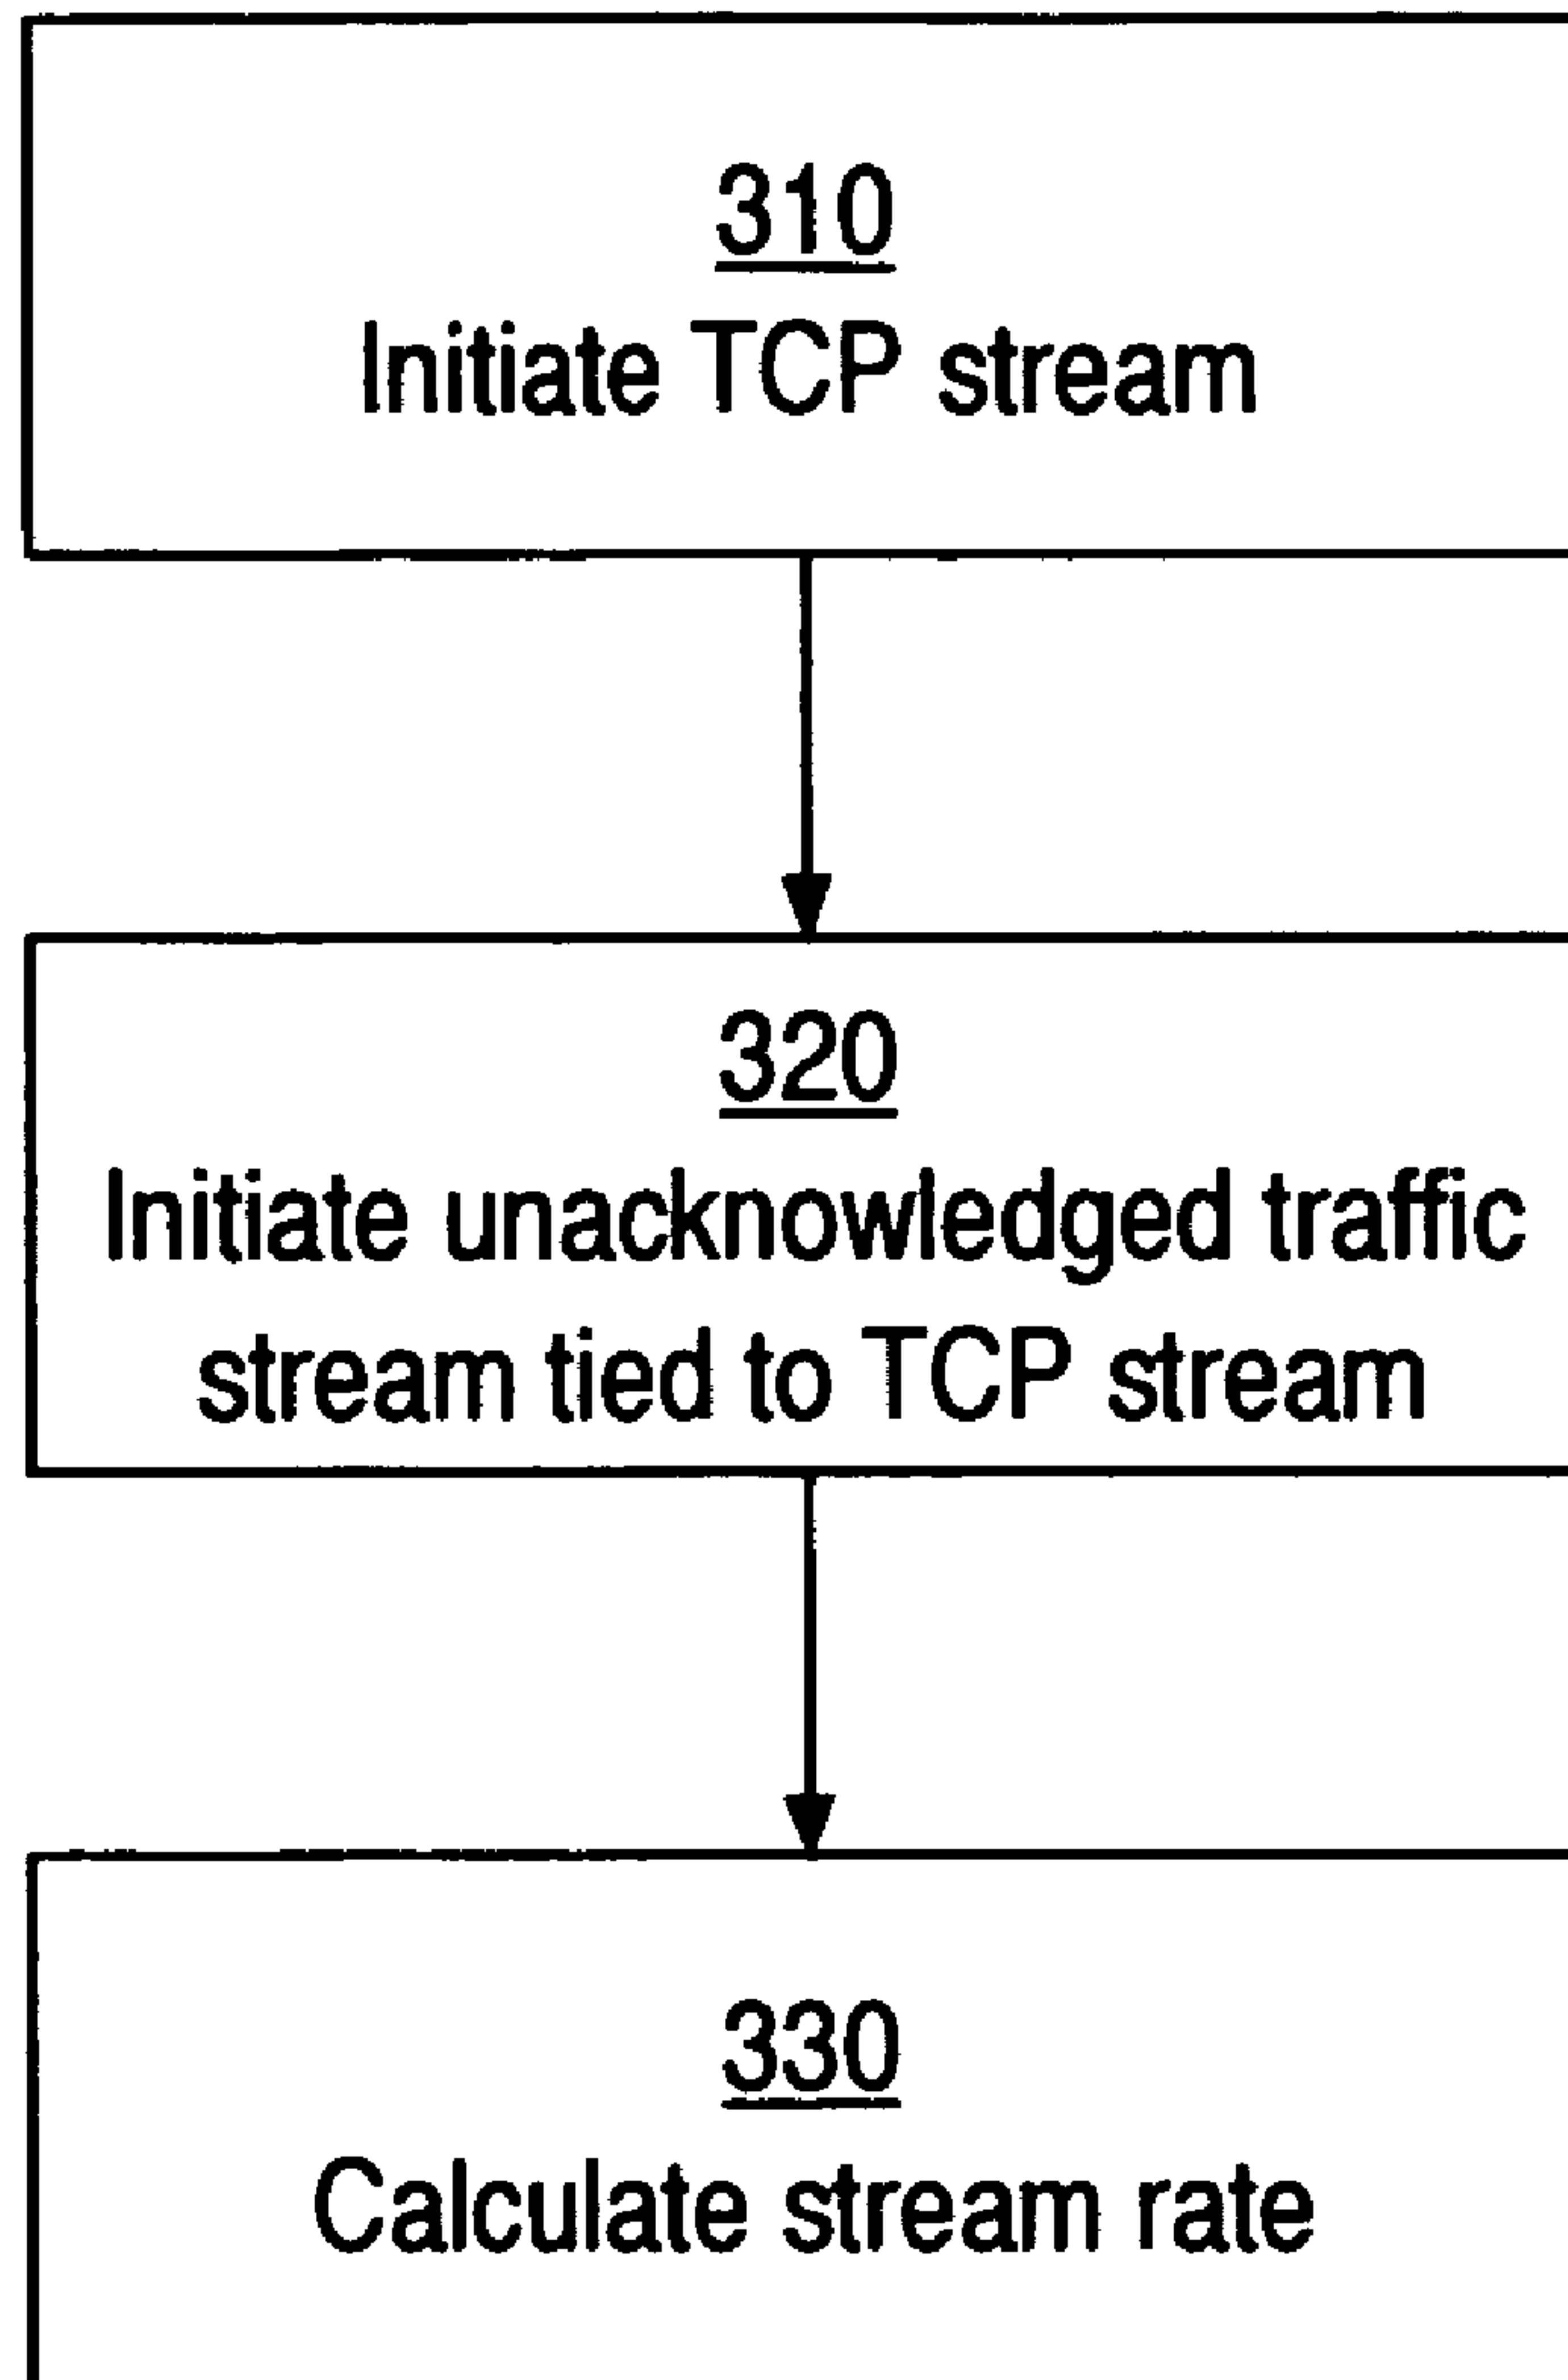 310
Initiate TCP stream
320
Initiate unacknowledged traffic
stream tied to TCP stream
330
Calculate stream rate